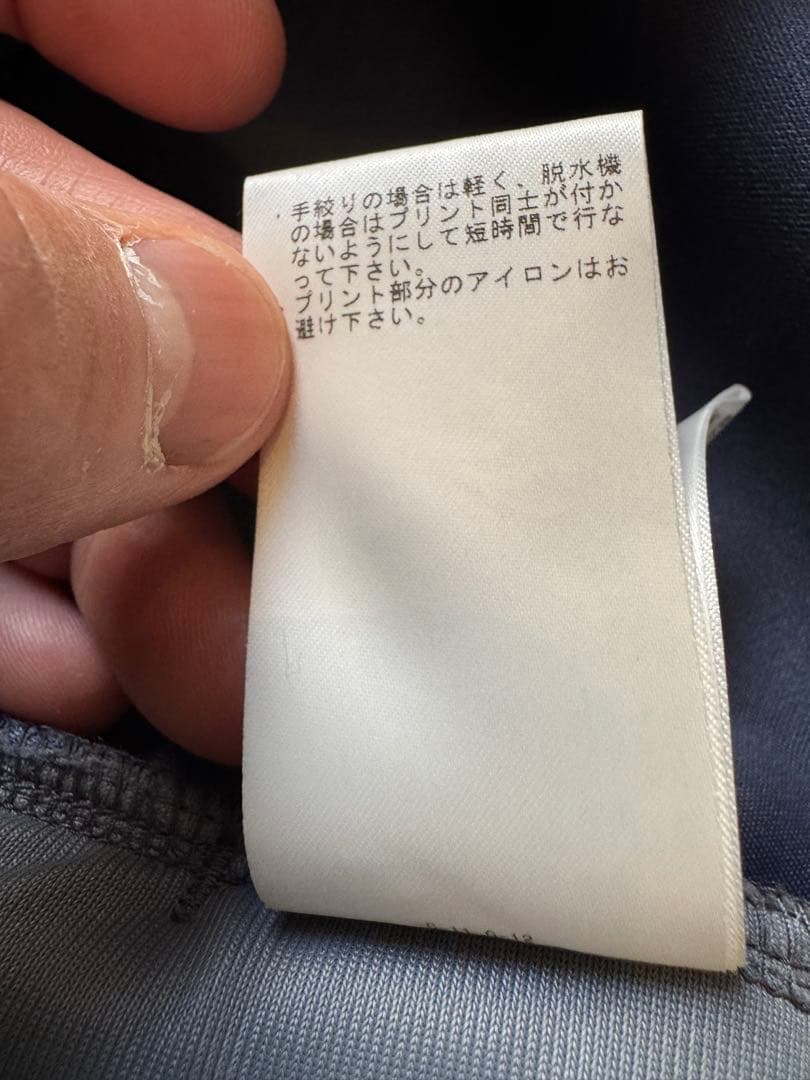 ・手絞りの場合は軽く、脱水機
の場合はプリント同士が付か
ないようにして短時間で行な
って下さい。
・プリント部分のアイロンはお
避け下さい。